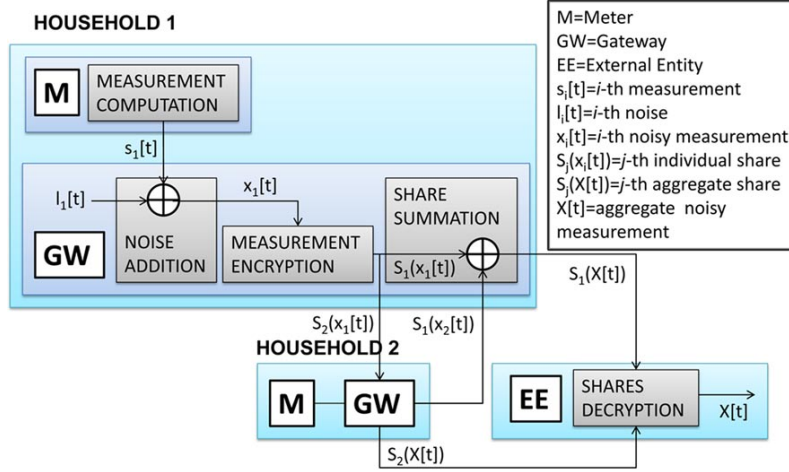 HOUSEHOLD 1
M
MEASUREMENT
COMPUTATION
s₁[t]
l₁[t]
x₁[t]
GW
NOISE
ADDITION
MEASUREMENT
ENCRYPTION
SHARE
SUMMATION
S₁(x₁[t])
M=Meter
GW=Gateway
EE=External Entity
sᵢ[t]=i-th measurement
lᵢ[t]=i-th noise
xᵢ[t]=i-th noisy measurement
Sⱼ(xᵢ[t])=j-th individual share
Sⱼ(X[t])=j-th aggregate share
X[t]=aggregate noisy
measurement
S₁(X[t])
S₂(x₁[t])
S₁(x₂[t])
HOUSEHOLD 2
M
GW
S₂(X[t])
EE
SHARES
DECRYPTION
X[t]